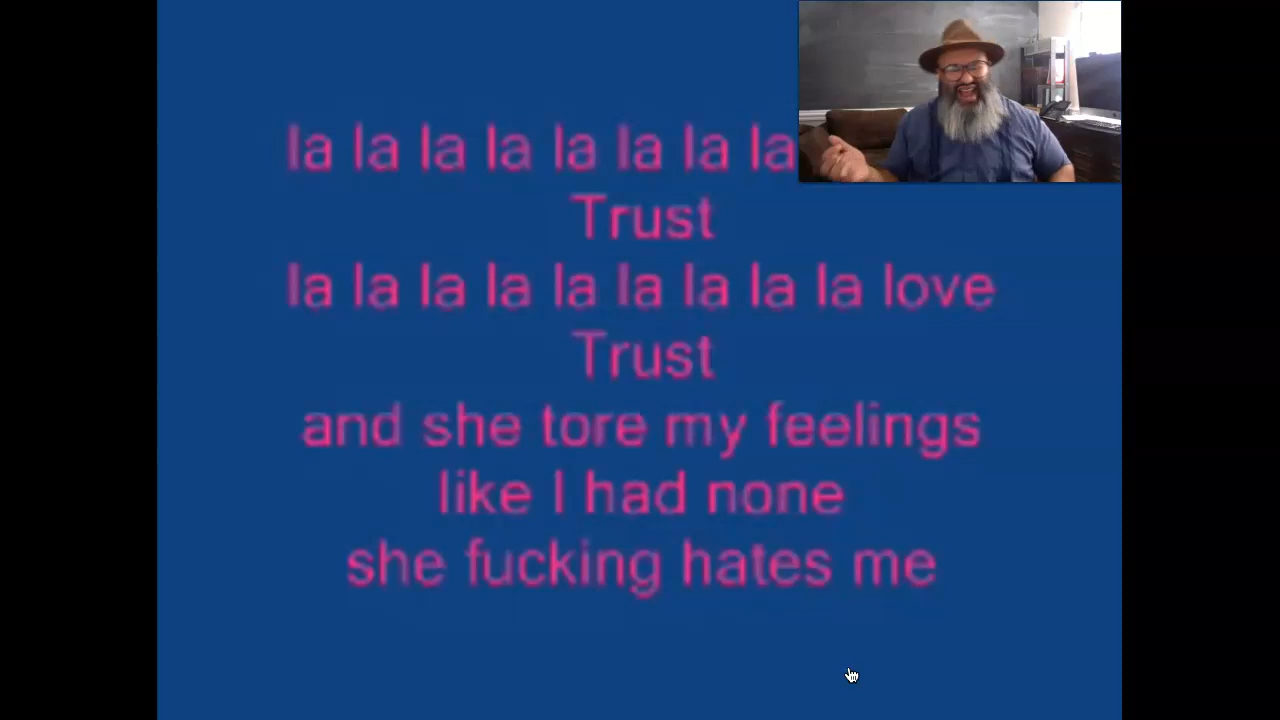 la la la la la la la la
Trust
la la la la la la la la la love
Trust
and she tore my feelings
like I had none
she fucking hates me